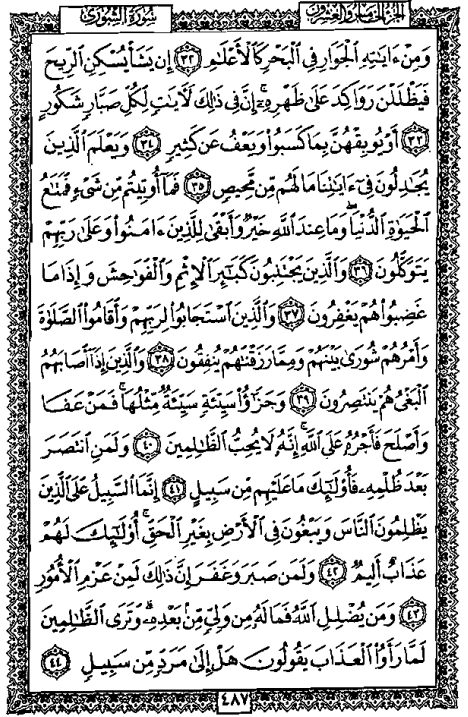 الجزء الخامس والعشرون
سُورَةُ الشُّورَىٰ
وَمِنْ ءَايَٰتِهِ ٱلْجَوَارِ فِي ٱلْبَحْرِ كَٱلْأَعْلَٰمِ ٣٢ إِن يَشَأْ يُسْكِنِ ٱلرِّيحَ
فَيَظْلَلْنَ رَوَاكِدَ عَلَىٰ ظَهْرِهِۦٓ إِنَّ فِي ذَٰلِكَ لَأٓيَٰتٍ لِّكُلِّ صَبَّارٍ شَكُورٍ
٣٣ أَوْ يُوبِقْهُنَّ بِمَا كَسَبُوا۟ وَيَعْفُ عَن كَثِيرٍ ٣٤ وَيَعْلَمَ ٱلَّذِينَ
يُجَٰدِلُونَ فِيٓ ءَايَٰتِنَا مَا لَهُم مِّن مَّحِيصٍ ٣٥ فَمَآ أُوتِيتُم مِّن شَيْءٍ فَمَتَٰعُ
ٱلْحَيَوٰةِ ٱلدُّنْيَا ۖ وَمَا عِندَ ٱللَّهِ خَيْرٌ وَأَبْقَىٰ لِلَّذِينَ ءَامَنُوا۟ وَعَلَىٰ رَبِّهِمْ
يَتَوَكَّلُونَ ٣٦ وَٱلَّذِينَ يَجْتَنِبُونَ كَبَٰٓئِرَ ٱلْإِثْمِ وَٱلْفَوَٰحِشَ وَإِذَا مَا
غَضِبُوا۟ هُمْ يَغْفِرُونَ ٣٧ وَٱلَّذِينَ ٱسْتَجَابُوا۟ لِرَبِّهِمْ وَأَقَامُوا۟ ٱلصَّلَوٰةَ
وَأَمْرُهُمْ شُورَىٰ بَيْنَهُمْ وَمِمَّا رَزَقْنَٰهُمْ يُنفِقُونَ ٣٨ وَٱلَّذِينَ إِذَآ أَصَابَهُمُ
ٱلْبَغْيُ هُمْ يَنتَصِرُونَ ٣٩ وَجَزَٰٓؤُا۟ سَيِّئَةٍ سَيِّئَةٌ مِّثْلُهَا ۖ فَمَنْ عَفَا
وَأَصْلَحَ فَأَجْرُهُۥ عَلَى ٱللَّهِ ۚ إِنَّهُۥ لَا يُحِبُّ ٱلظَّٰلِمِينَ ٤٠ وَلَمَنِ ٱنتَصَرَ
بَعْدَ ظُلْمِهِۦ فَأُو۟لَٰٓئِكَ مَا عَلَيْهِم مِّن سَبِيلٍ ٤١ إِنَّمَا ٱلسَّبِيلُ عَلَى ٱلَّذِينَ
يَظْلِمُونَ ٱلنَّاسَ وَيَبْغُونَ فِي ٱلْأَرْضِ بِغَيْرِ ٱلْحَقِّ ۚ أُو۟لَٰٓئِكَ لَهُمْ
عَذَابٌ أَلِيمٌ ٤٢ وَلَمَن صَبَرَ وَغَفَرَ إِنَّ ذَٰلِكَ لَمِنْ عَزْمِ ٱلْأُمُورِ
٤٣ وَمَن يُضْلِلِ ٱللَّهُ فَمَا لَهُۥ مِن وَلِيٍّ مِّنۢ بَعْدِهِۦ ۗ وَتَرَى ٱلظَّٰلِمِينَ
لَمَّا رَأَوُا۟ ٱلْعَذَابَ يَقُولُونَ هَلْ إِلَىٰ مَرَدٍّ مِّن سَبِيلٍ ٤٤
٤٨٧